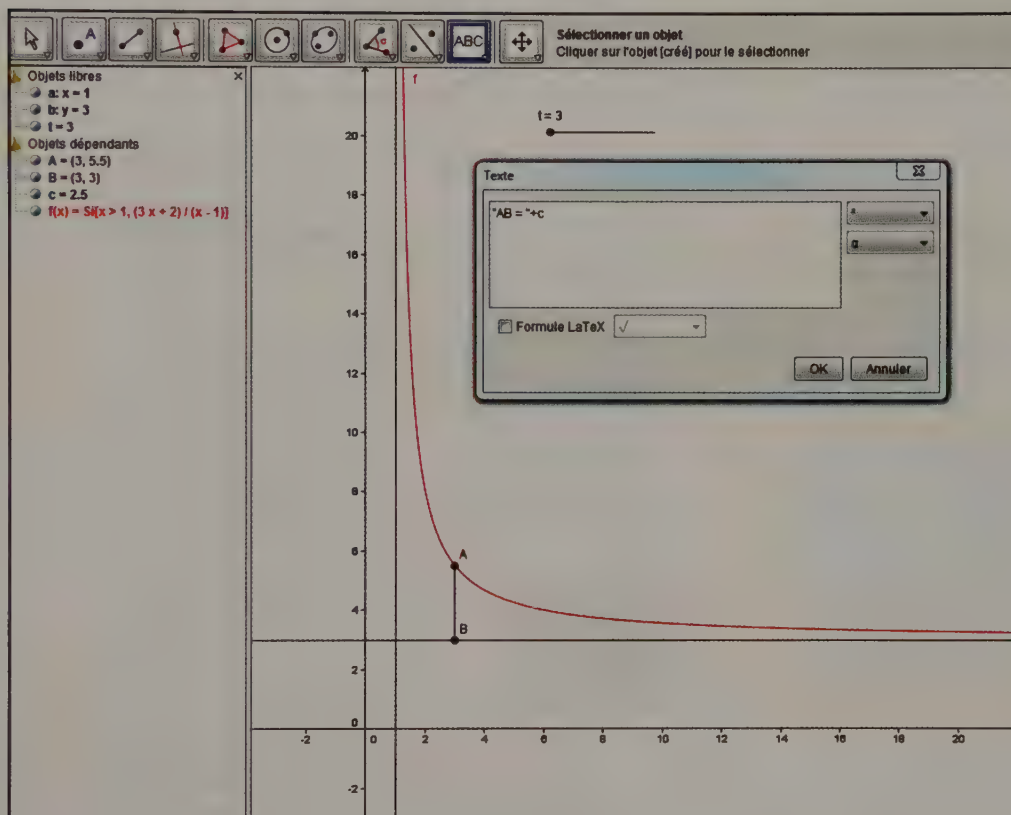 A
α
ABC
Sélectionner un objet
Cliquer sur l'objet [créé] pour le sélectionner
Objets libres
a: x = 1
b: y = 3
t = 3
Objets dépendants
A = (3, 5.5)
B = (3, 3)
c = 2.5
f(x) = Si[x > 1, (3 x + 2) / (x - 1)]
f
t = 3
Texte
"AB = "+c
α
Formule LaTeX
√
OK
Annuler
A
B
20
18
16
14
12
10
8
6
4
2
0
-2
-2
0
2
4
6
8
10
12
14
16
18
20